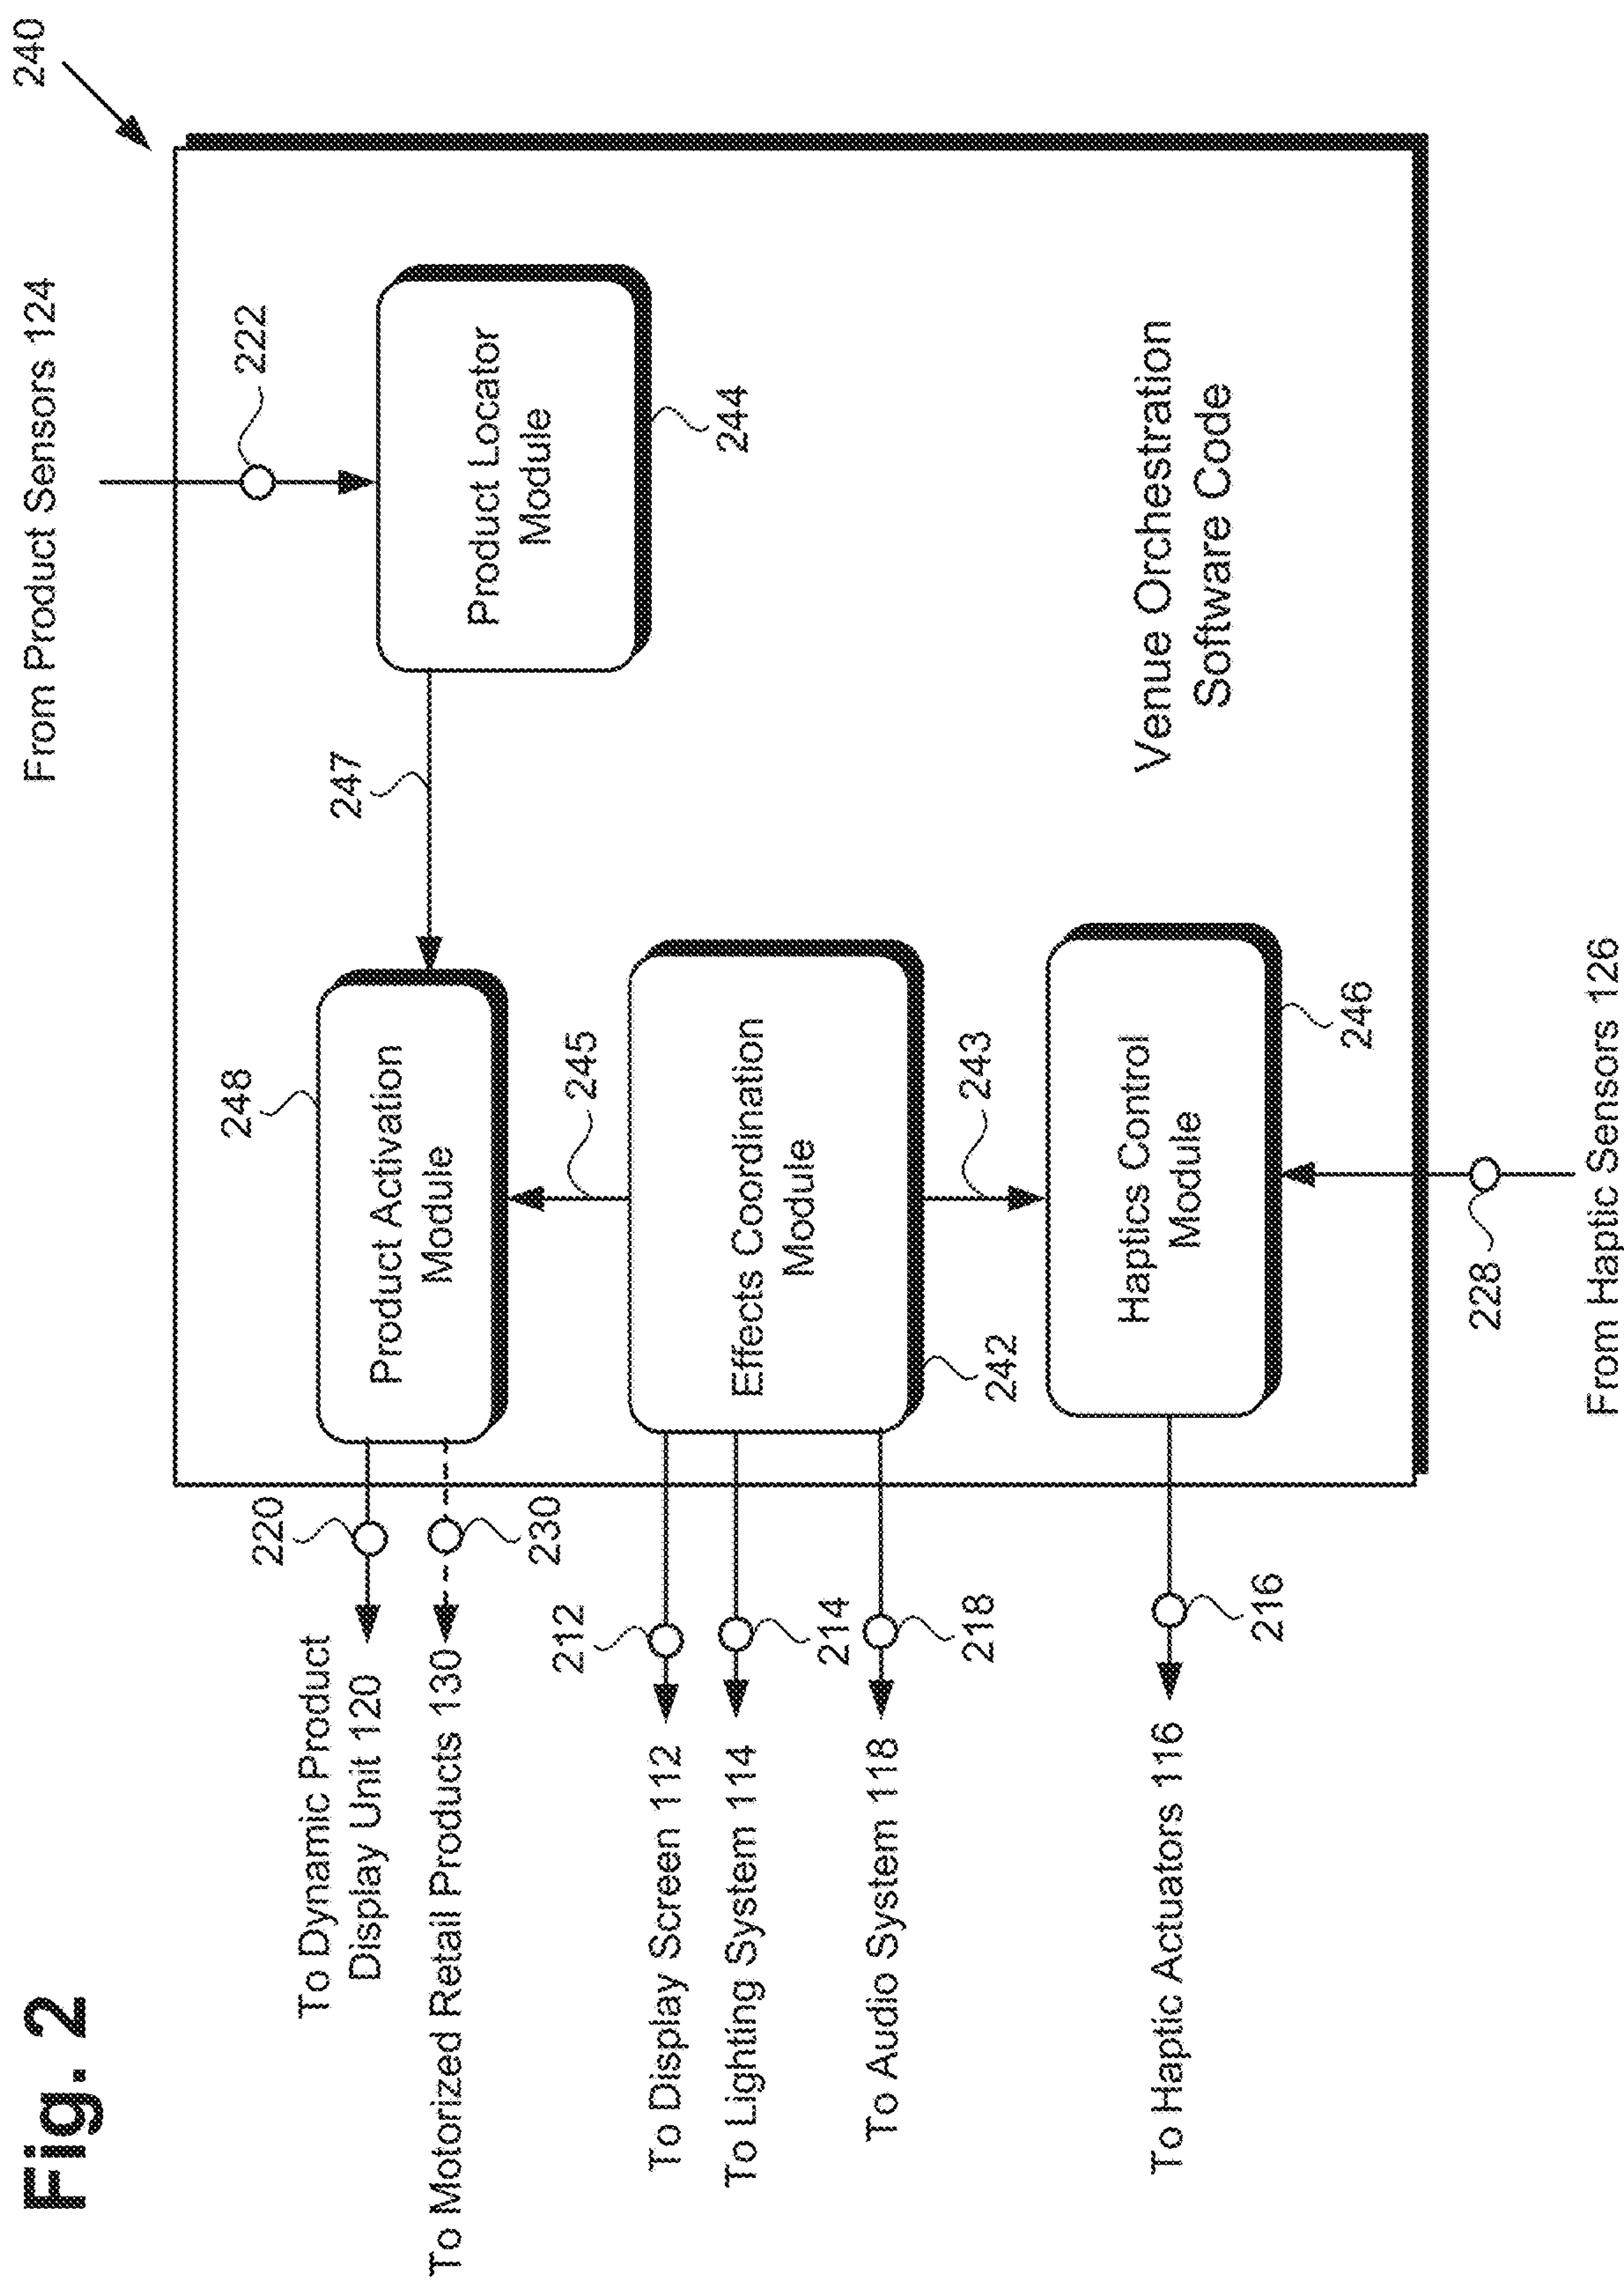 Fig. 2
240
From Product Sensors 124
222
To Dynamic Product
Display Unit 120
220
248
Product Activation
Module
247
Product Locator
Module
244
To Motorized Retail Products 130
230
245
To Display Screen 112
212
Effects Coordination
Module
To Lighting System 114
214
To Audio System 118
218
242
243
Venue Orchestration
Software Code
Haptics Control
Module
To Haptic Actuators 116
216
246
228
From Haptic Sensors 126